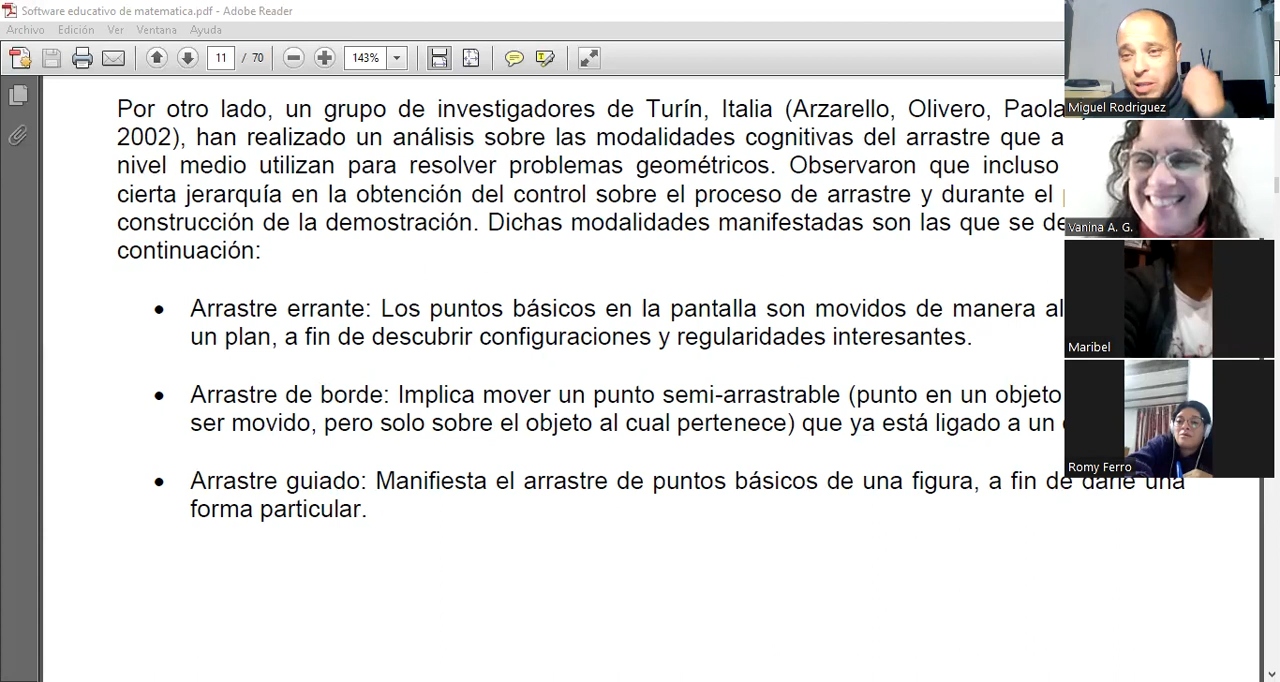 Software educativo de matematica.pdf - Adobe Reader
Archivo Edición Ver Ventana Ayuda
11 / 70 143%
Por otro lado, un grupo de investigadores de Turín, Italia (Arzarello, Olivero, Paola
2002), han realizado un análisis sobre las modalidades cognitivas del arrastre que a
nivel medio utilizan para resolver problemas geométricos. Observaron que incluso
cierta jerarquía en la obtención del control sobre el proceso de arrastre y durante el
construcción de la demostración. Dichas modalidades manifestadas son las que se de
continuación:
• Arrastre errante: Los puntos básicos en la pantalla son movidos de manera al
un plan, a fin de descubrir configuraciones y regularidades interesantes.
• Arrastre de borde: Implica mover un punto semi-arrastrable (punto en un objeto
ser movido, pero solo sobre el objeto al cual pertenece) que ya está ligado a un
• Arrastre guiado: Manifiesta el arrastre de puntos básicos de una figura, a fin de darle una
forma particular.
Miguel Rodriguez
Vanina A. G.
Maribel
Romy Ferro